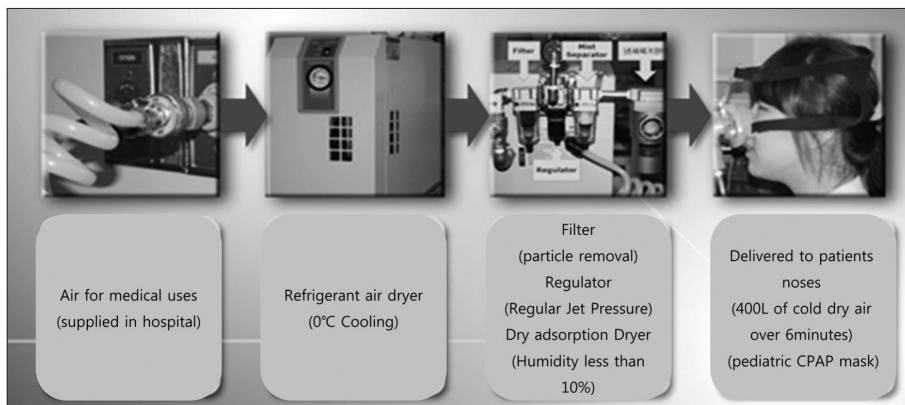 Filter
Mist
Separator
Regulator
Air for medical uses
(supplied in hospital)
Refrigerant air dryer
(0℃ Cooling)
Filter
(particle removal)
Regulator
(Regular Jet Pressure)
Dry adsorption Dryer
(Humidity less than
10%)
Delivered to patients
noses
(400L of cold dry air
over 6minutes)
(pediatric CPAP mask)